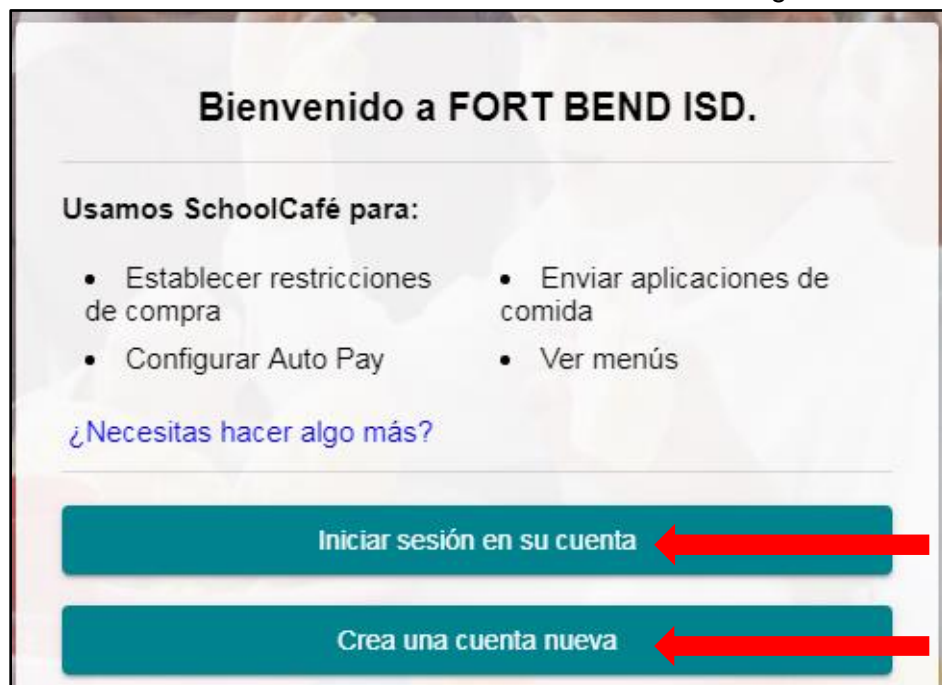 Bienvenido a FORT BEND ISD.
Usamos SchoolCafé para:
• Establecer restricciones
de compra
• Configurar Auto Pay
• Enviar aplicaciones de
comida
• Ver menús
¿Necesitas hacer algo más?
Iniciar sesión en su cuenta
Crea una cuenta nueva